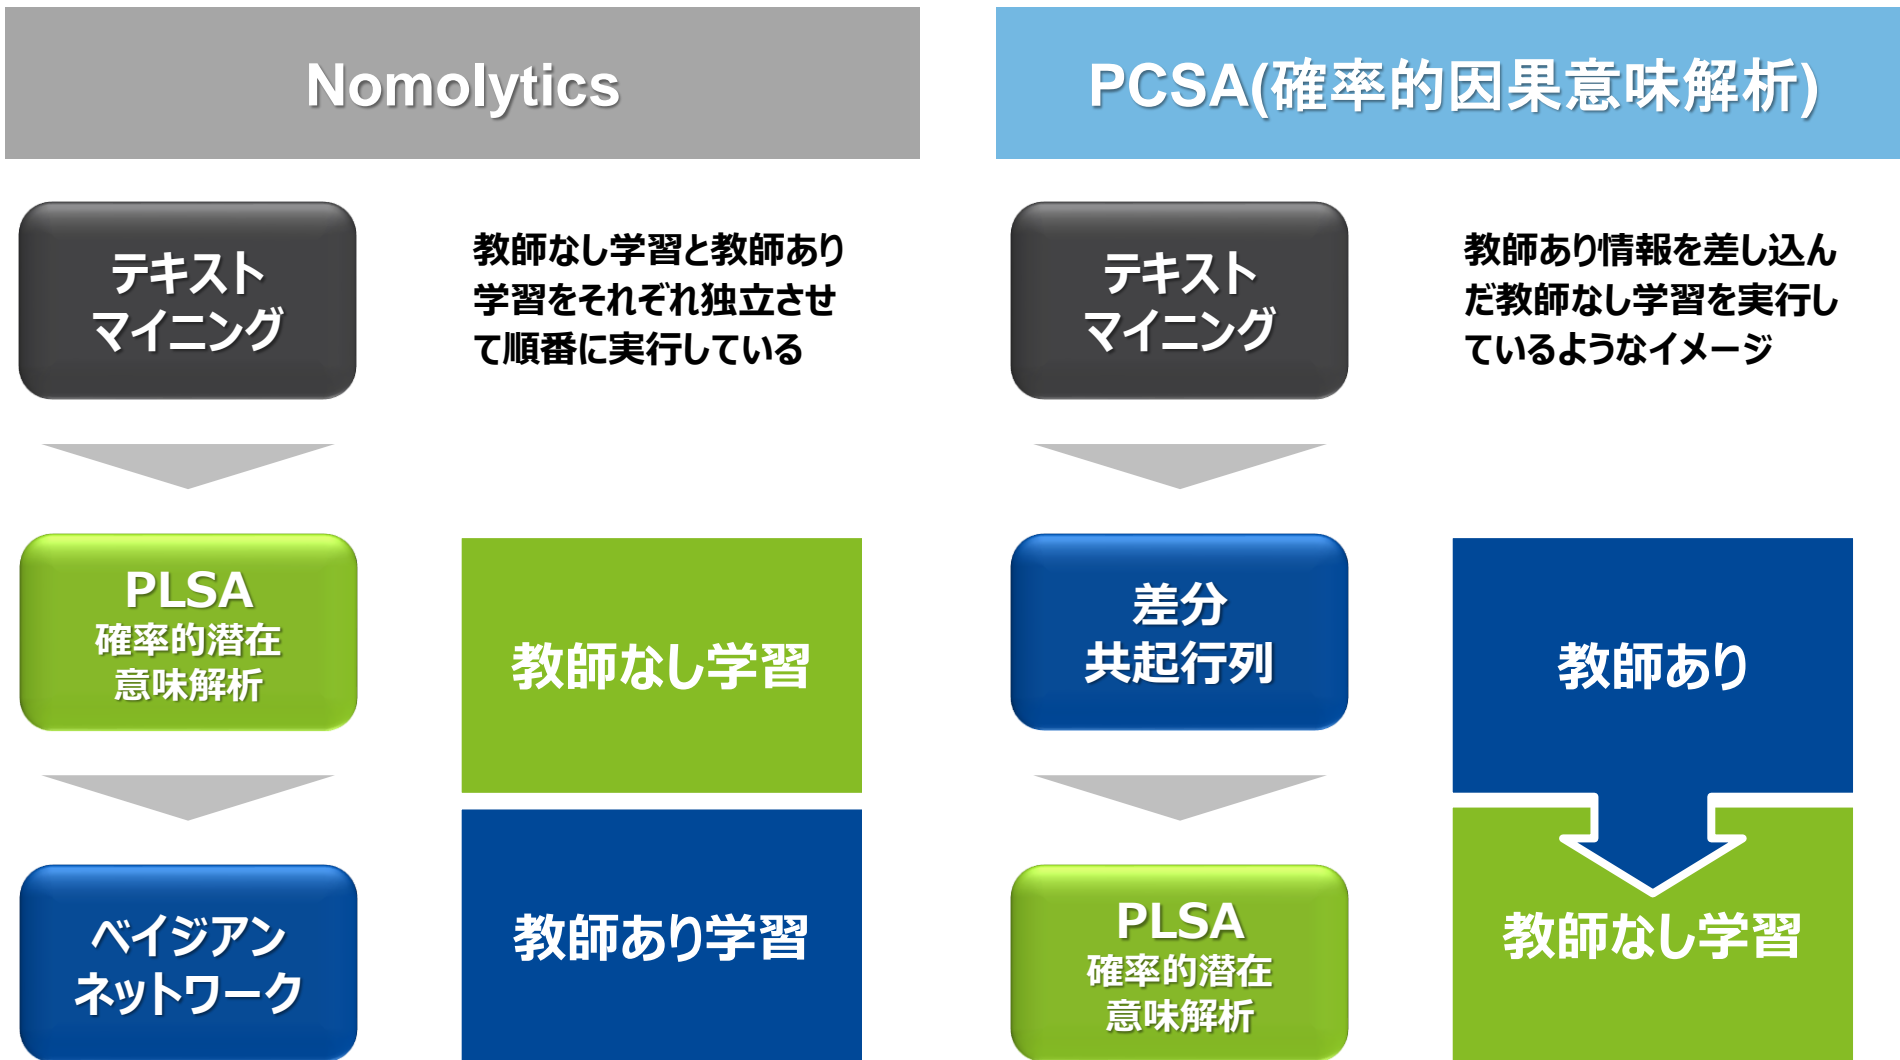 Nomolytics
テキスト
マイニング
教師なし学習と教師あり
学習をそれぞれ独立させ
て順番に実行している
PLSA
確率的潜在
意味解析
教師なし学習
ベイジアン
ネットワーク
教師あり学習
PCSA(確率的因果意味解析)
テキスト
マイニング
教師あり情報を差し込ん
だ教師なし学習を実行し
ているようなイメージ
差分
共起行列
教師あり
PLSA
確率的潜在
意味解析
教師なし学習